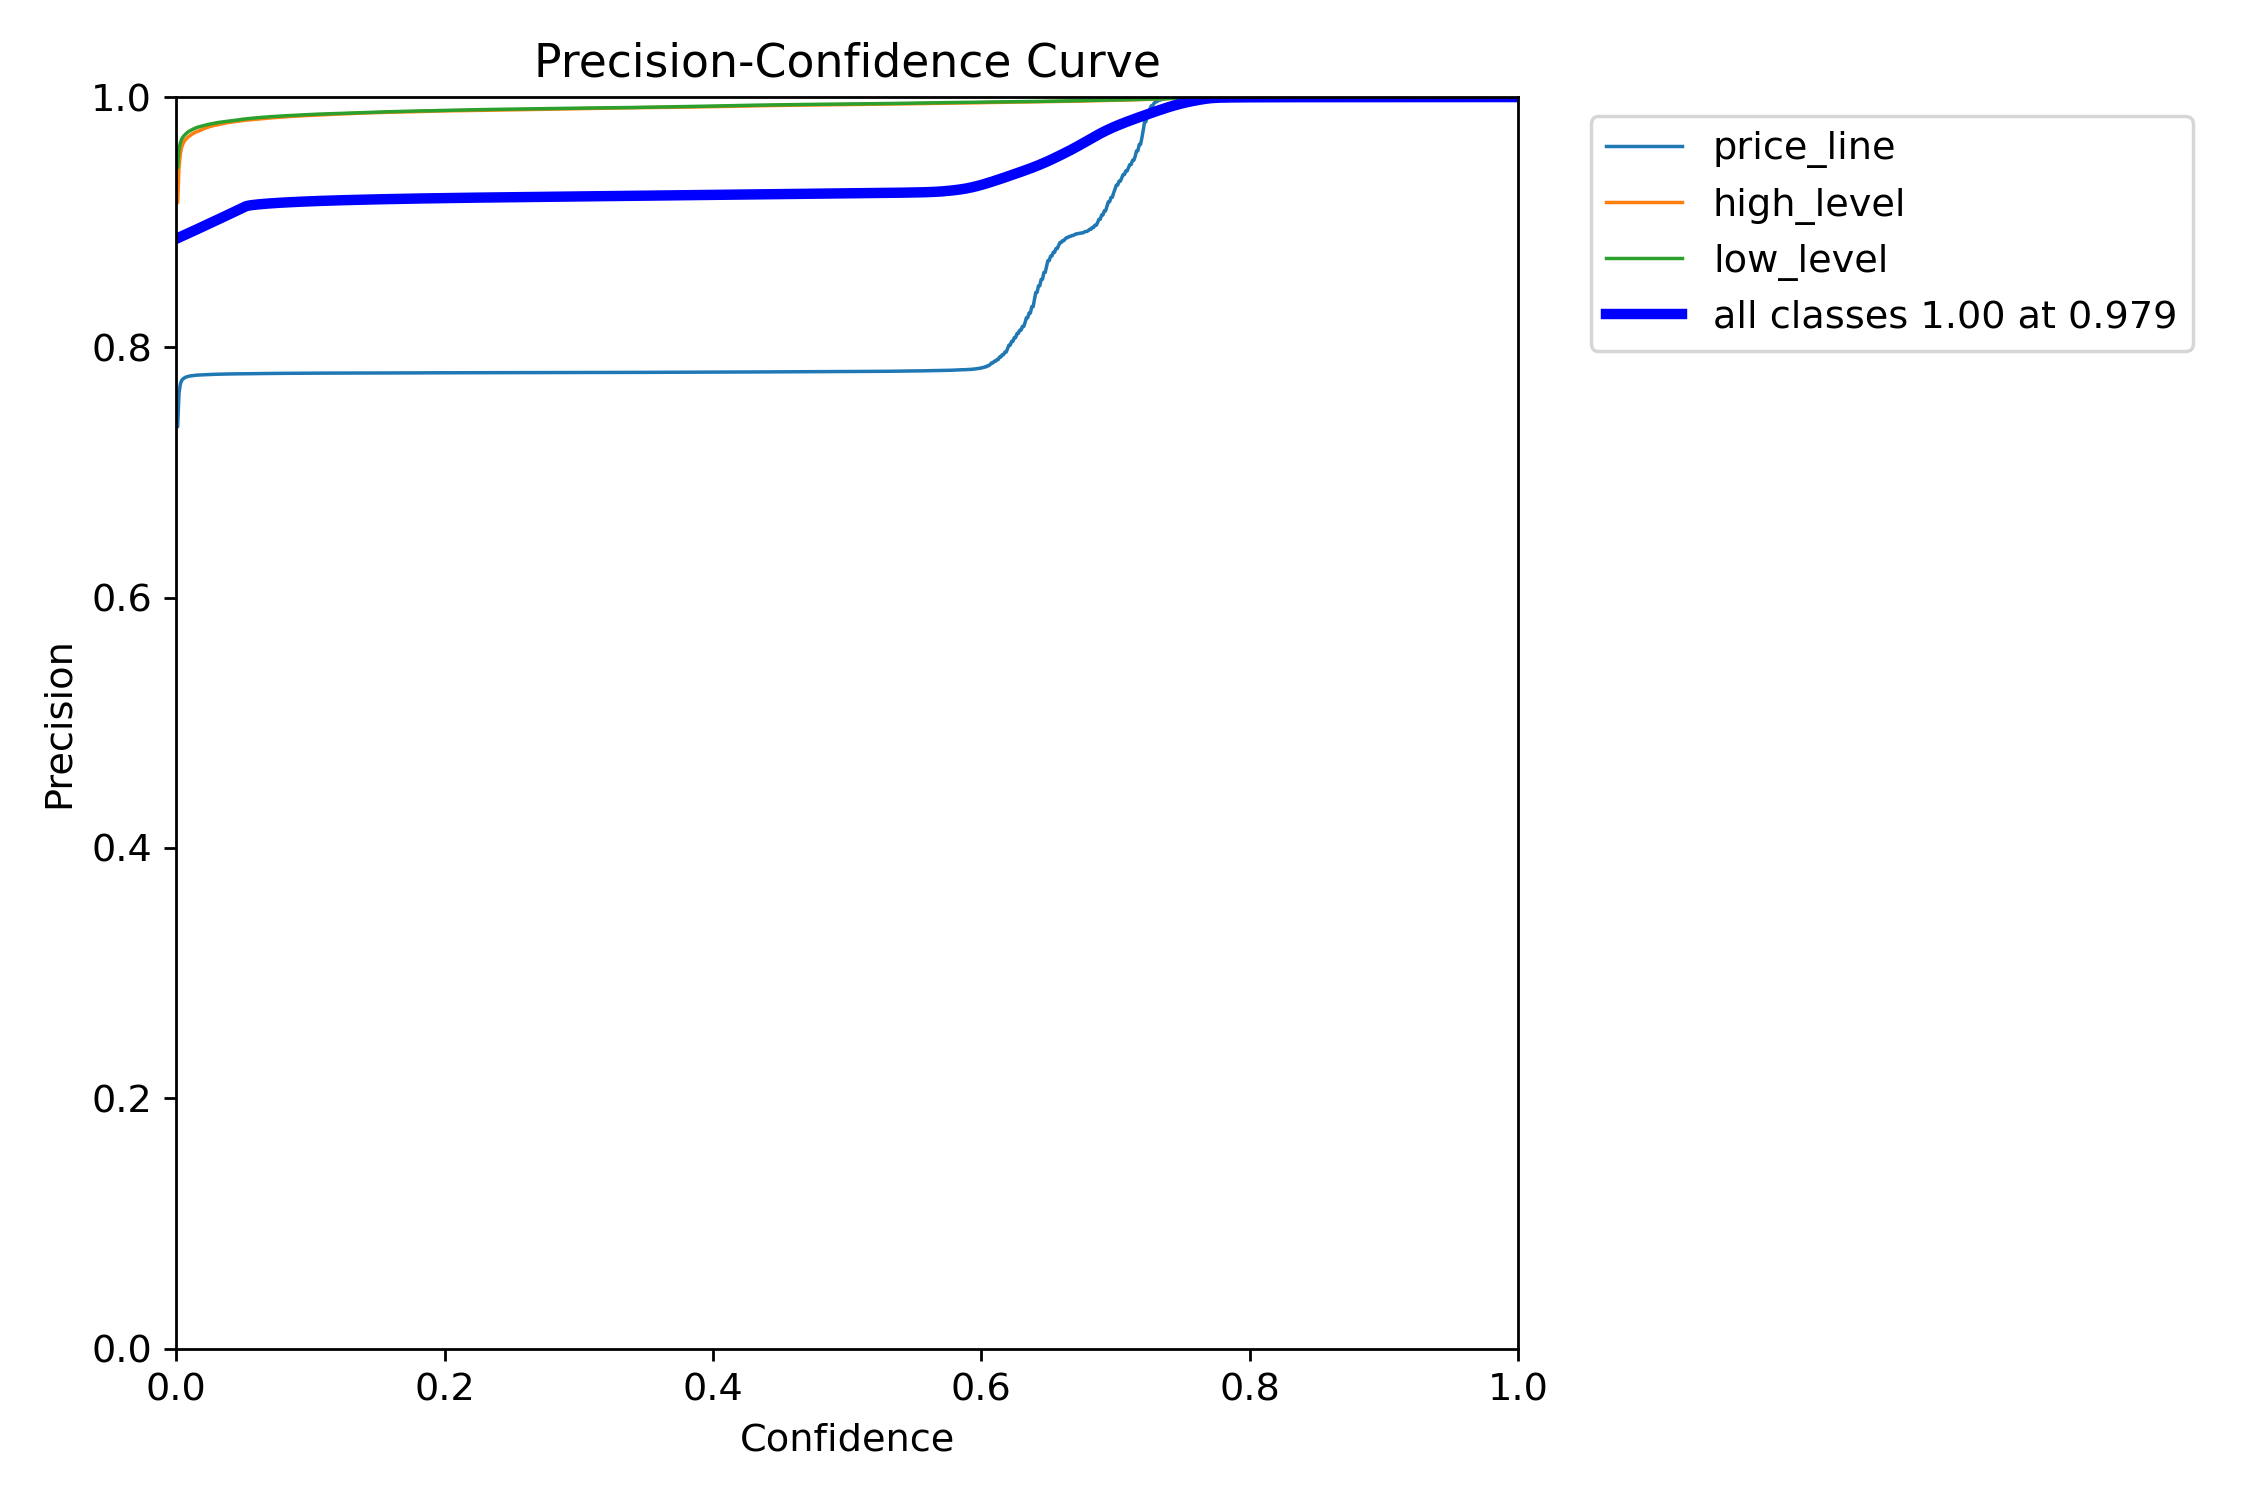 Precision-Confidence Curve
1.0
0.8
0.6
0.4
0.2
0.0
Precision
0.0 0.2 0.4 0.6 0.8 1.0
Confidence
price_line
high_level
low_level
all classes 1.00 at 0.979